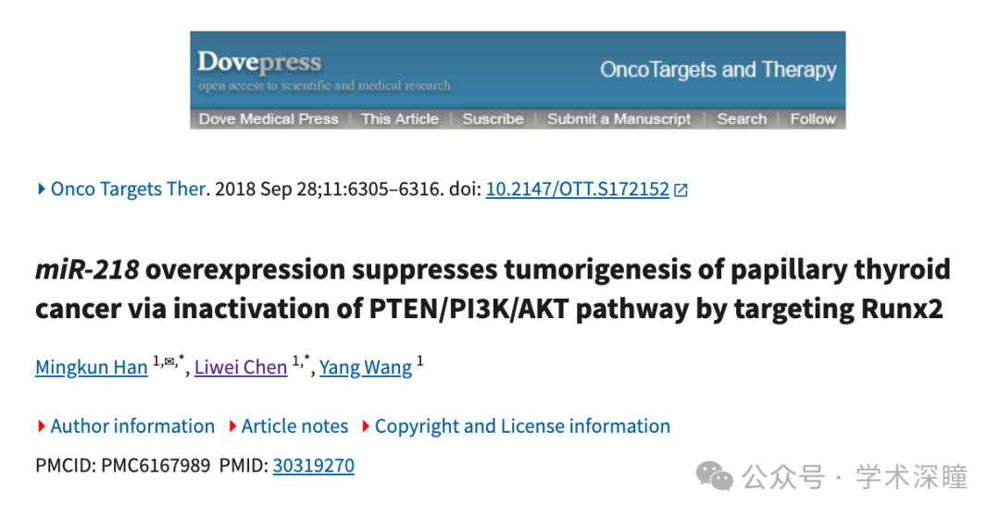 Dovepress
OncoTargets and Therapy
open access to scientific and medical research
Dove Medical Press | This Article | Suscribe | Submit a Manuscript | Search | Follow
Onco Targets Ther. 2018 Sep 28;11:6305–6316. doi: 10.2147/OTT.S172152
miR-218 overexpression suppresses tumorigenesis of papillary thyroid
cancer via inactivation of PTEN/PI3K/AKT pathway by targeting Runx2
Mingkun Han 1,✉,*, Liwei Chen 1,*, Yang Wang 1
Author information Article notes Copyright and License information
PMCID: PMC6167989 PMID: 30319270
公众号 · 学术深瞳